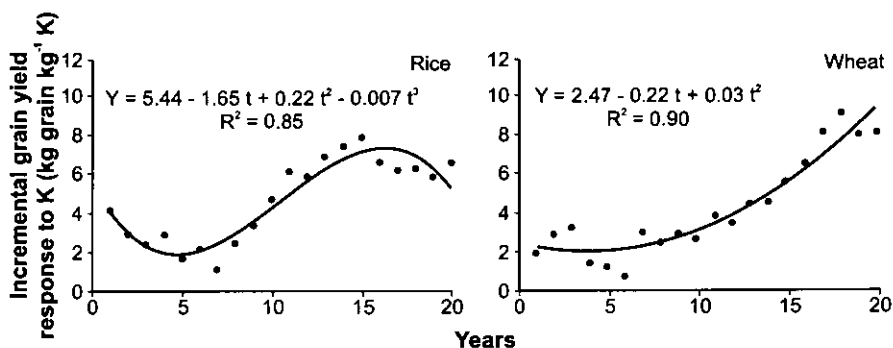 Incremental grain yield
response to K (kg grain kg⁻¹ K)
12
10
8
6
4
2
0
0 5 10 15 20
Rice
Y = 5.44 - 1.65 t + 0.22 t² - 0.007 t³
R² = 0.85
12
10
8
6
4
2
0
0 5 10 15 20
Wheat
Y = 2.47 - 0.22 t + 0.03 t²
R² = 0.90
Years